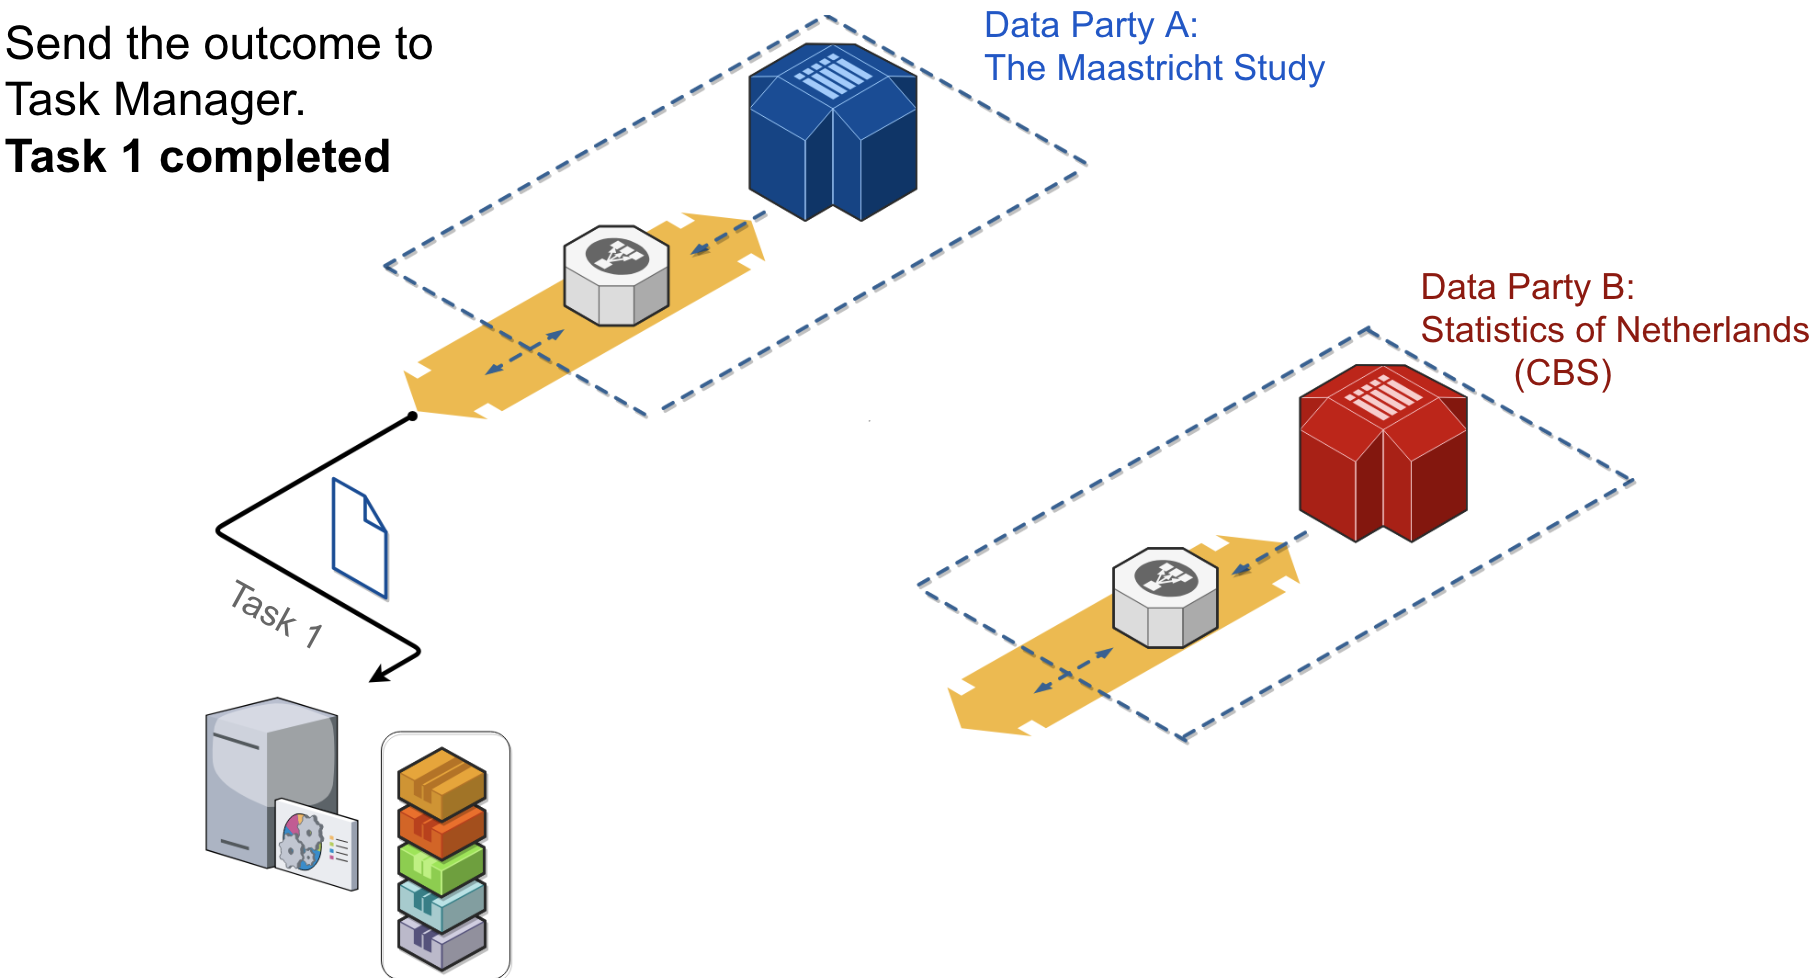 Send the outcome to
Task Manager.
Task 1 completed
Data Party A:
The Maastricht Study
Data Party B:
Statistics of Netherlands
(CBS)
Task 1